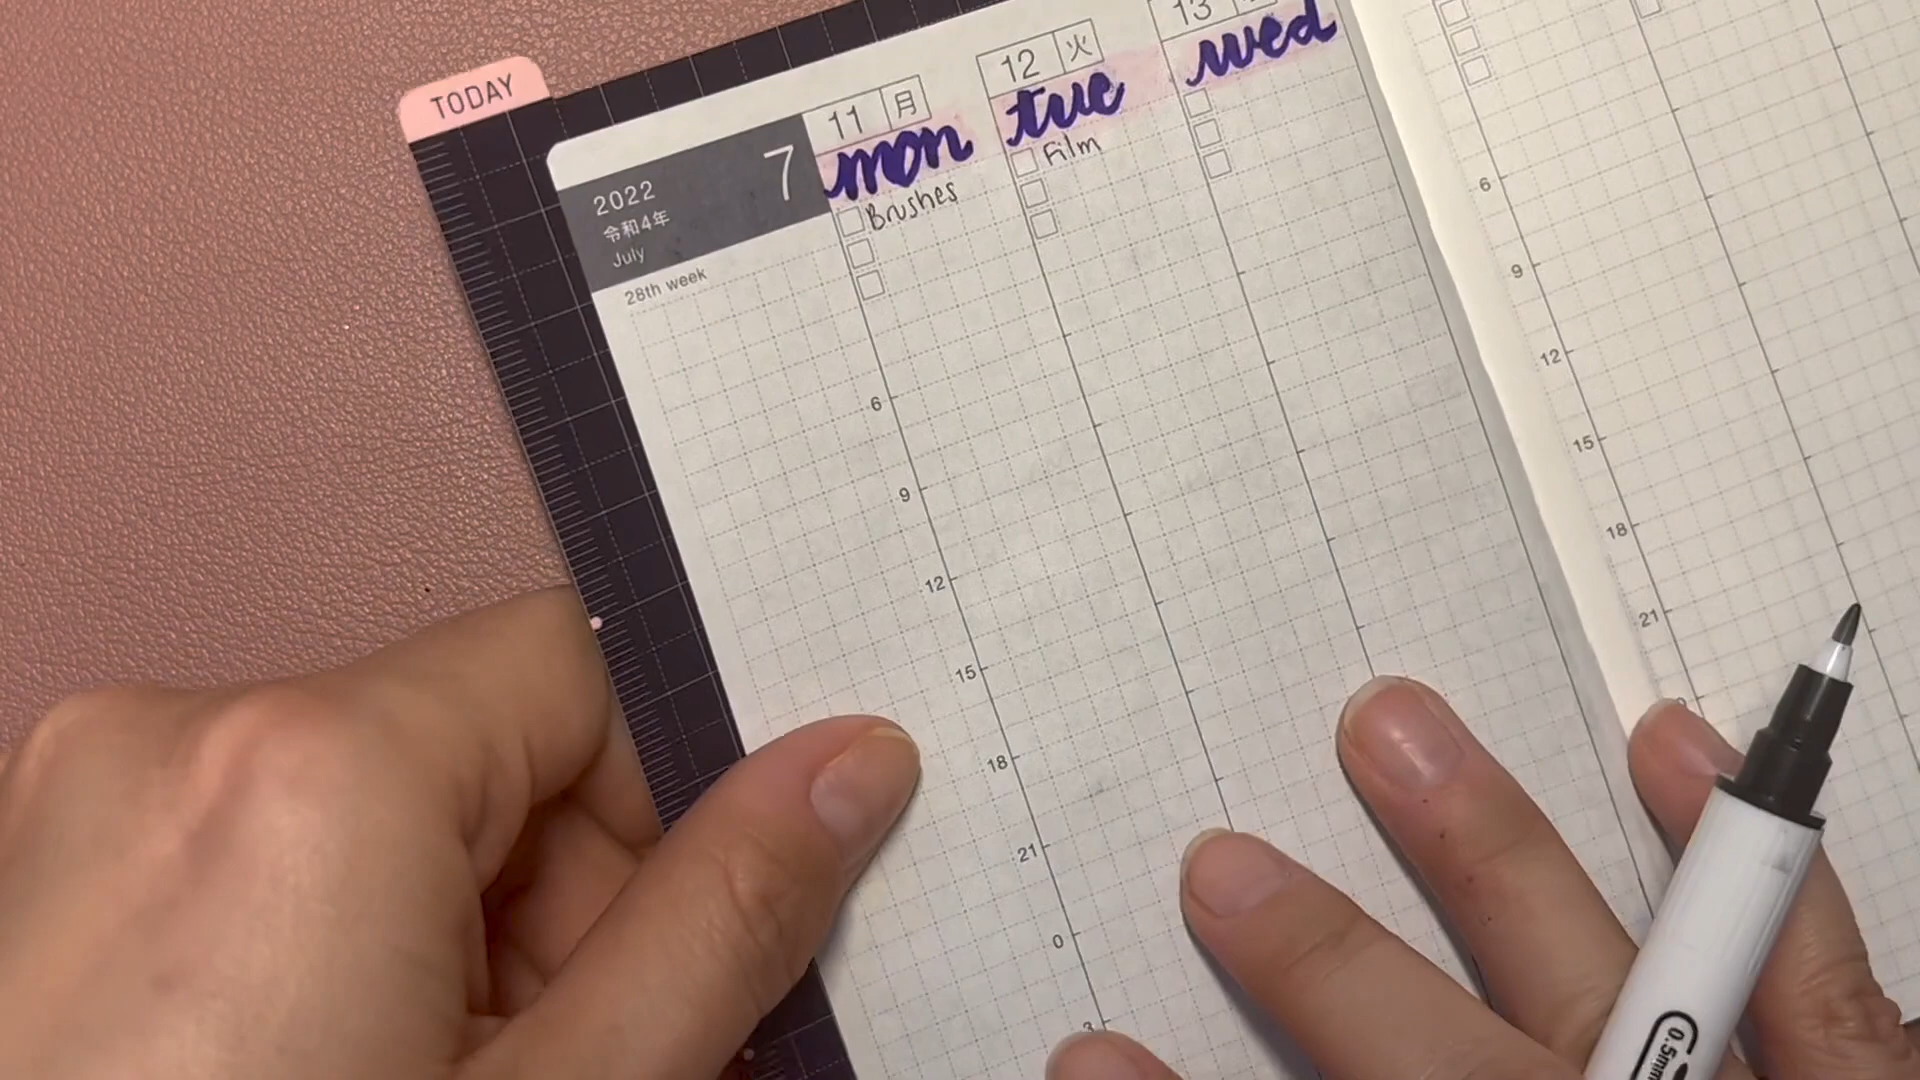 TODAY
2022
令和4年
July
7
28th week
11 月
mon
Brushes
12 火
tue
Film
13
wed
6
9
12
15
18
21
0
3
6
9
12
15
18
21
0.5mm